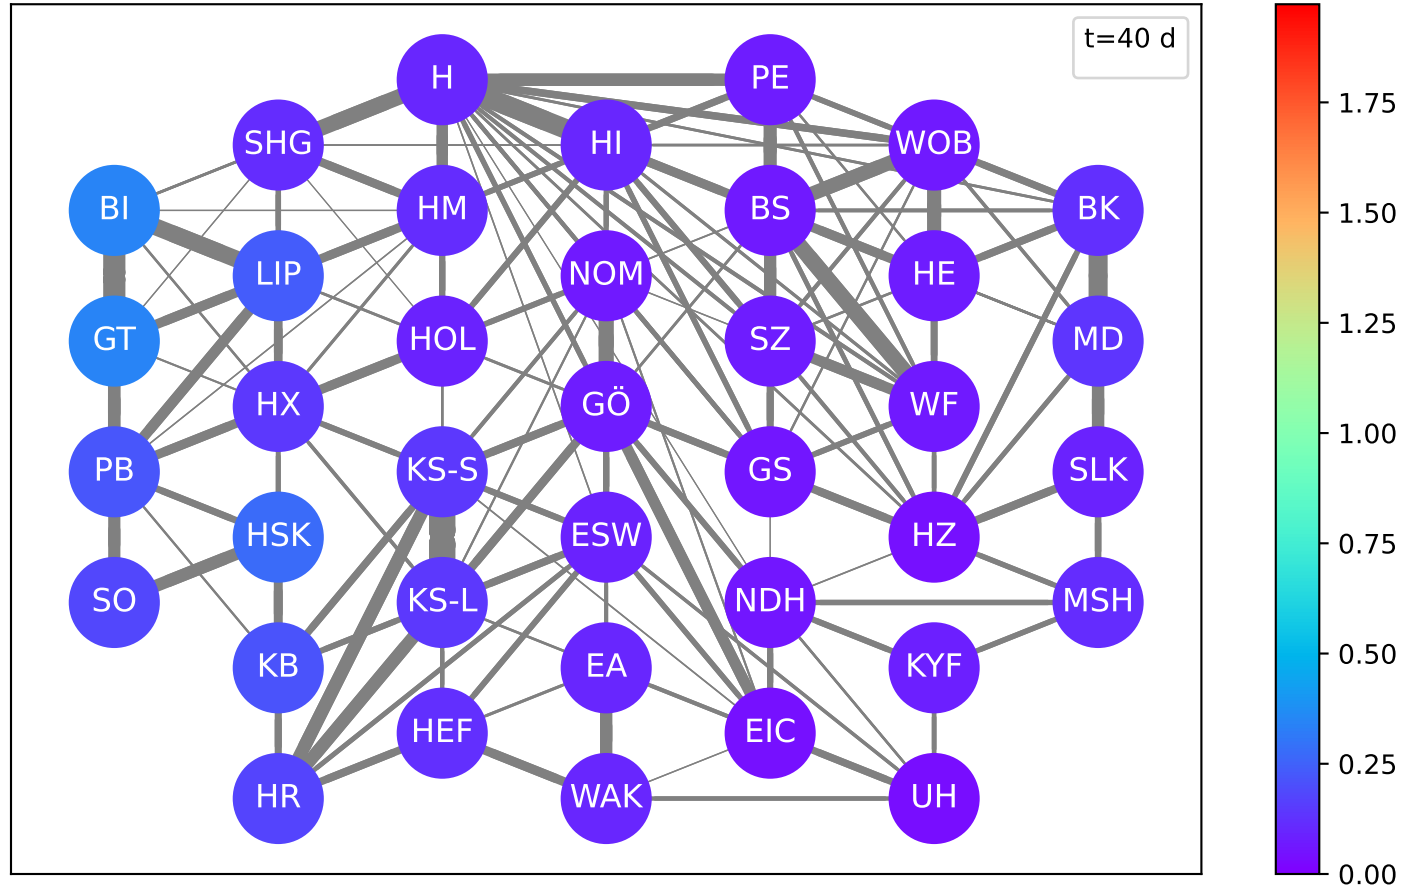 t=40 d
H
PE
SHG
HI
WOB
BI
HM
BS
BK
LIP
NOM
HE
GT
HOL
SZ
MD
HX
GÖ
WF
PB
KS-S
GS
SLK
HSK
ESW
HZ
SO
KS-L
NDH
MSH
KB
EA
KYF
HEF
EIC
HR
WAK
UH
1.75
1.50
1.25
1.00
0.75
0.50
0.25
0.00